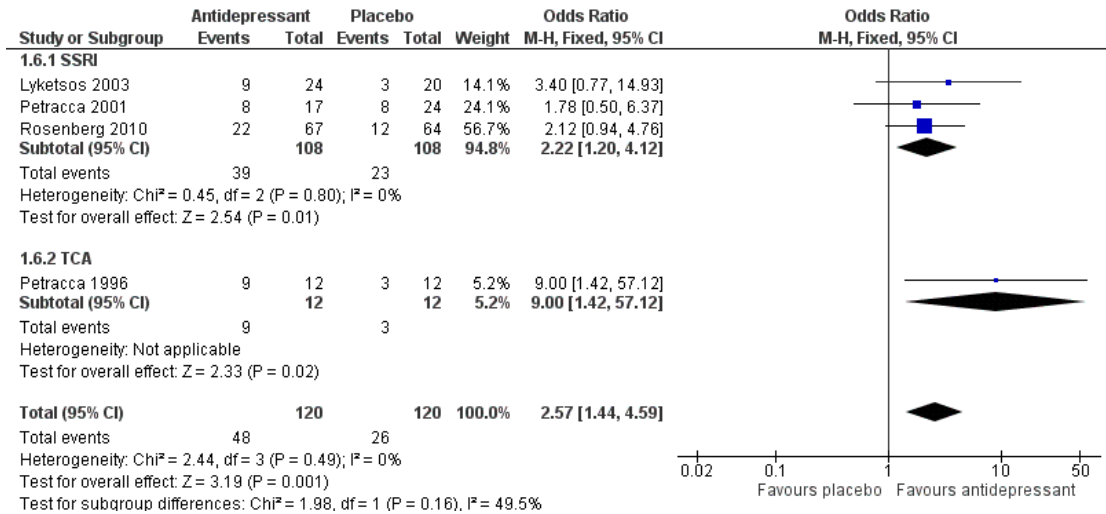 Antidepressant Placebo Odds Ratio Odds Ratio
Study or Subgroup Events Total Events Total Weight M-H, Fixed, 95% CI M-H, Fixed, 95% CI
1.6.1 SSRI
Lyketsos 2003 9 24 3 20 14.1% 3.40 [0.77, 14.93]
Petracca 2001 8 17 8 24 24.1% 1.78 [0.50, 6.37]
Rosenberg 2010 22 67 12 64 56.7% 2.12 [0.94, 4.76]
Subtotal (95% CI) 108 108 94.8% 2.22 [1.20, 4.12]
Total events 39 23
Heterogeneity: Chi² = 0.45, df = 2 (P = 0.80); I² = 0%
Test for overall effect: Z = 2.54 (P = 0.01)
1.6.2 TCA
Petracca 1996 9 12 3 12 5.2% 9.00 [1.42, 57.12]
Subtotal (95% CI) 12 12 5.2% 9.00 [1.42, 57.12]
Total events 9 3
Heterogeneity: Not applicable
Test for overall effect: Z = 2.33 (P = 0.02)
Total (95% CI) 120 120 100.0% 2.57 [1.44, 4.59]
Total events 48 26
Heterogeneity: Chi² = 2.44, df = 3 (P = 0.49); I² = 0%
Test for overall effect: Z = 3.19 (P = 0.001)
Test for subgroup differences: Chi² = 1.98, df = 1 (P = 0.16), I² = 49.5%
0.02 0.1 1 10 50
Favours placebo Favours antidepressant